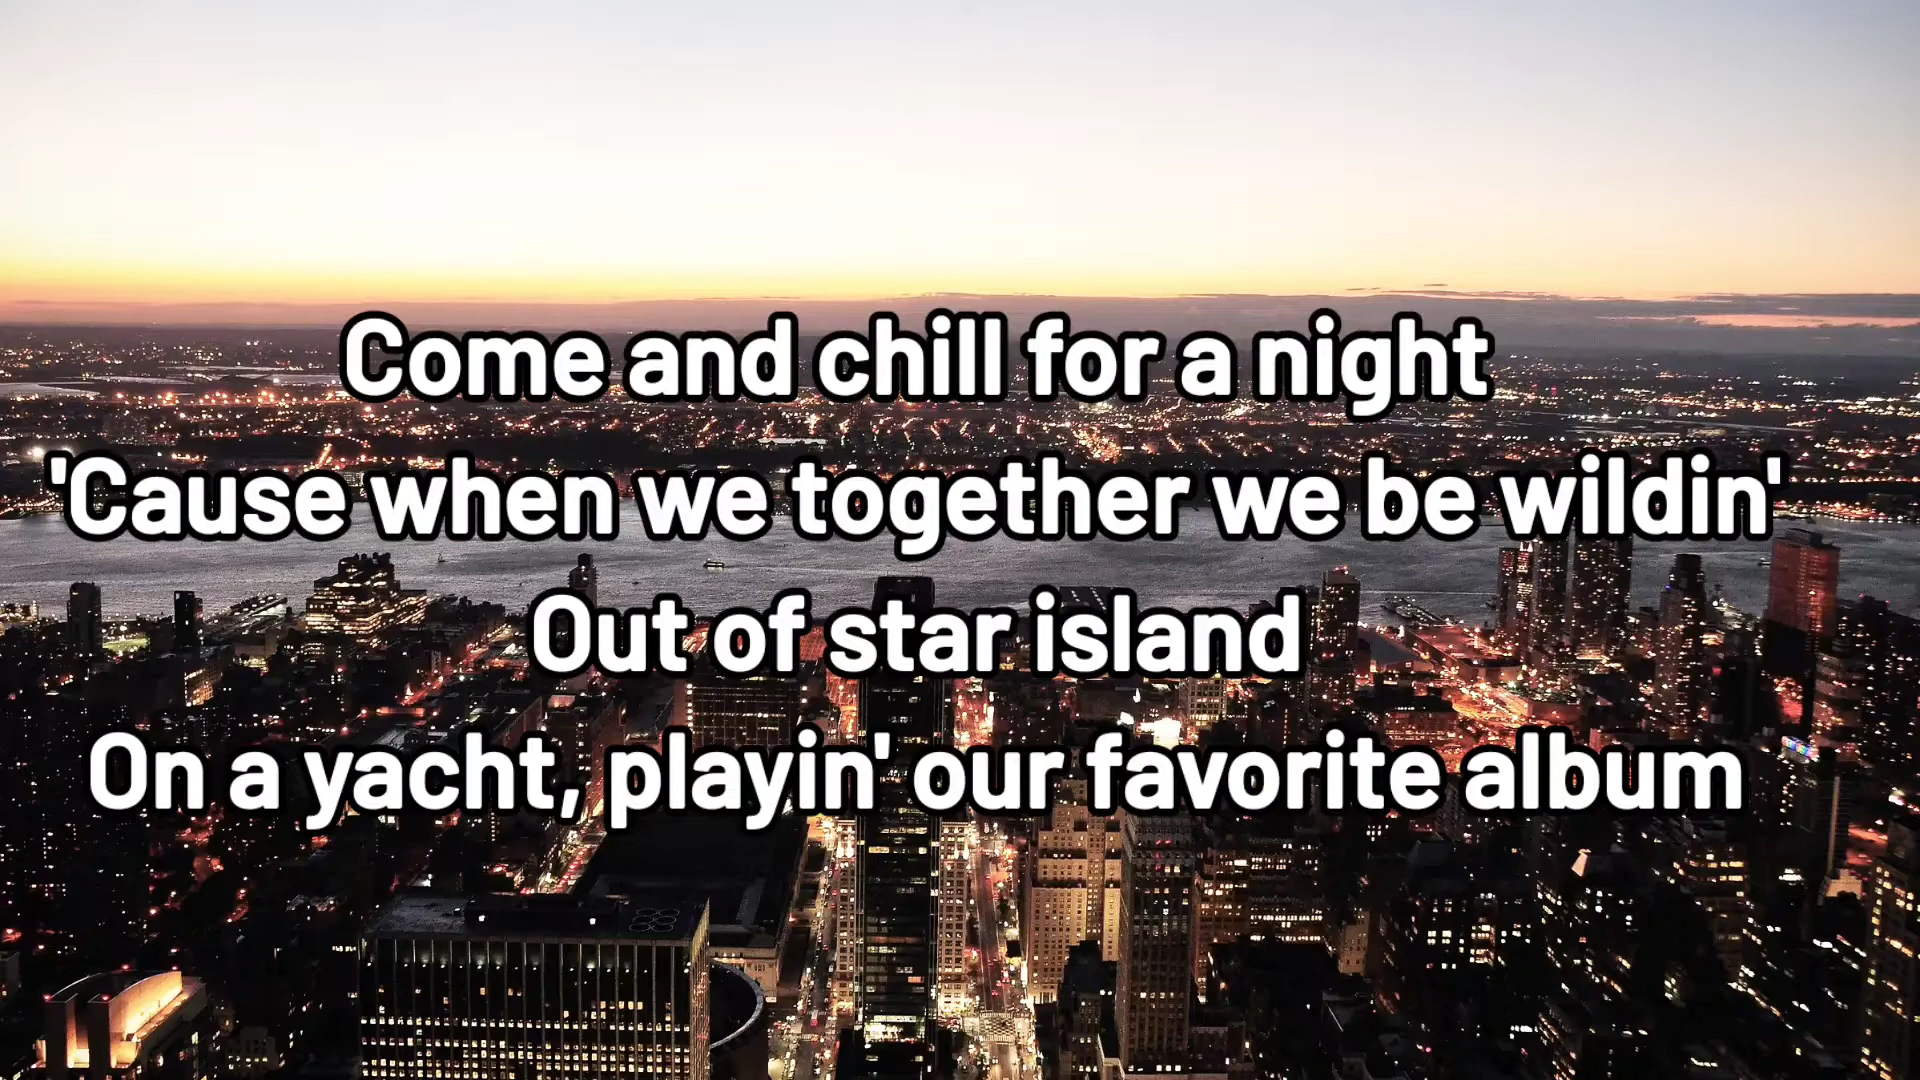 Come and chill for a night
'Cause when we together we be wildin'
Out of star island
On a yacht, playin' our favorite album